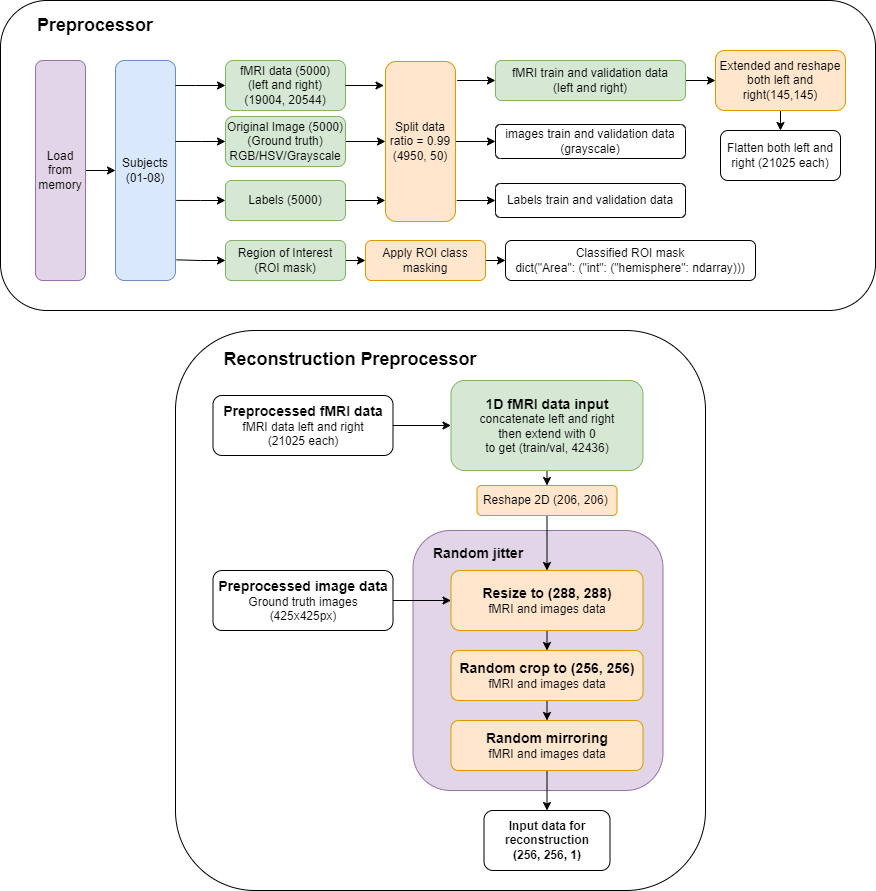 Preprocessor
Load
from
memory
Subjects
(01-08)
fMRI data (5000)
(left and right)
(19004, 20544)
Original Image (5000)
(Ground truth)
RGB/HSV/Grayscale
Labels (5000)
Region of Interest
(ROI mask)
Split data
ratio = 0.99
(4950, 50)
Apply ROI class
masking
fMRI train and validation data
(left and right)
images train and validation data
(grayscale)
Labels train and validation data
Classified ROI mask
dict("Area": ("int": ("hemisphere": ndarray)))
Extended and reshape
both left and
right(145,145)
Flatten both left and
right (21025 each)
Reconstruction Preprocessor
Preprocessed fMRI data
fMRI data left and right
(21025 each)
1D fMRI data input
concatenate left and right
then extend with 0
to get (train/val, 42436)
Reshape 2D (206, 206)
Random jitter
Preprocessed image data
Ground truth images
(425x425px)
Resize to (288, 288)
fMRI and images data
Random crop to (256, 256)
fMRI and images data
Random mirroring
fMRI and images data
Input data for
reconstruction
(256, 256, 1)